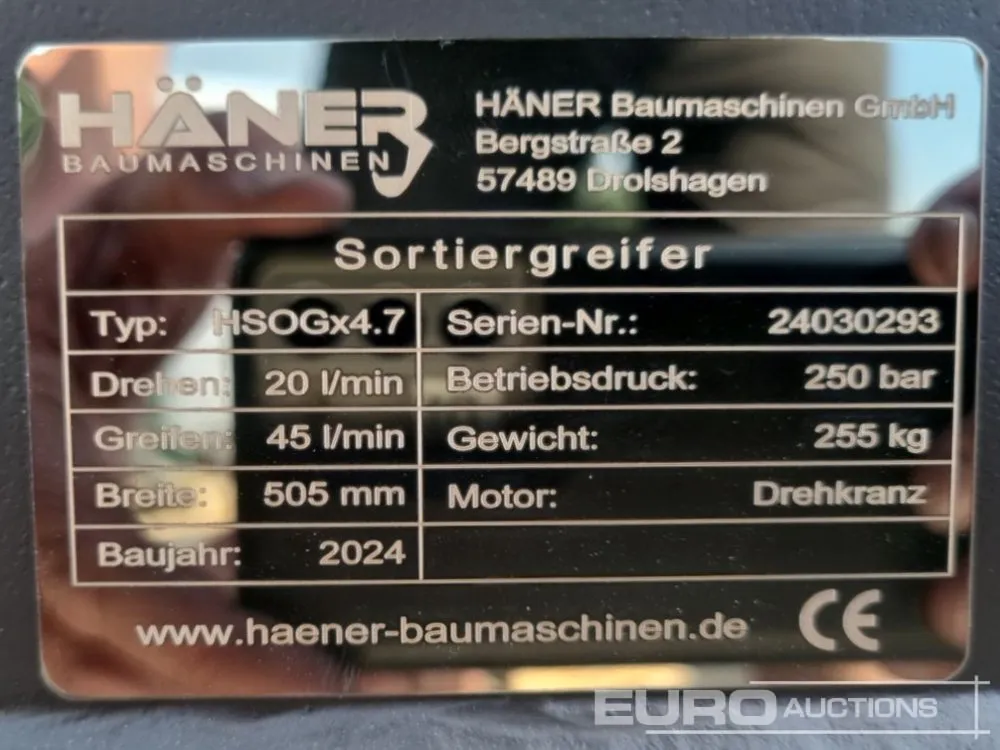 HÄNER
BAUMASCHINEN
HÄNER Baumaschinen GmbH
Bergstraße 2
57489 Drolshagen
Sortiergreifer
Typ: HSOGx4.7
Serien-Nr.: 24030293
Drehen: 20 l/min
Betriebsdruck: 250 bar
Greifen: 45 l/min
Gewicht: 255 kg
Breite: 505 mm
Motor: Drehkranz
Baujahr: 2024
www.haener-baumaschinen.de
CE
EURO AUCTIONS